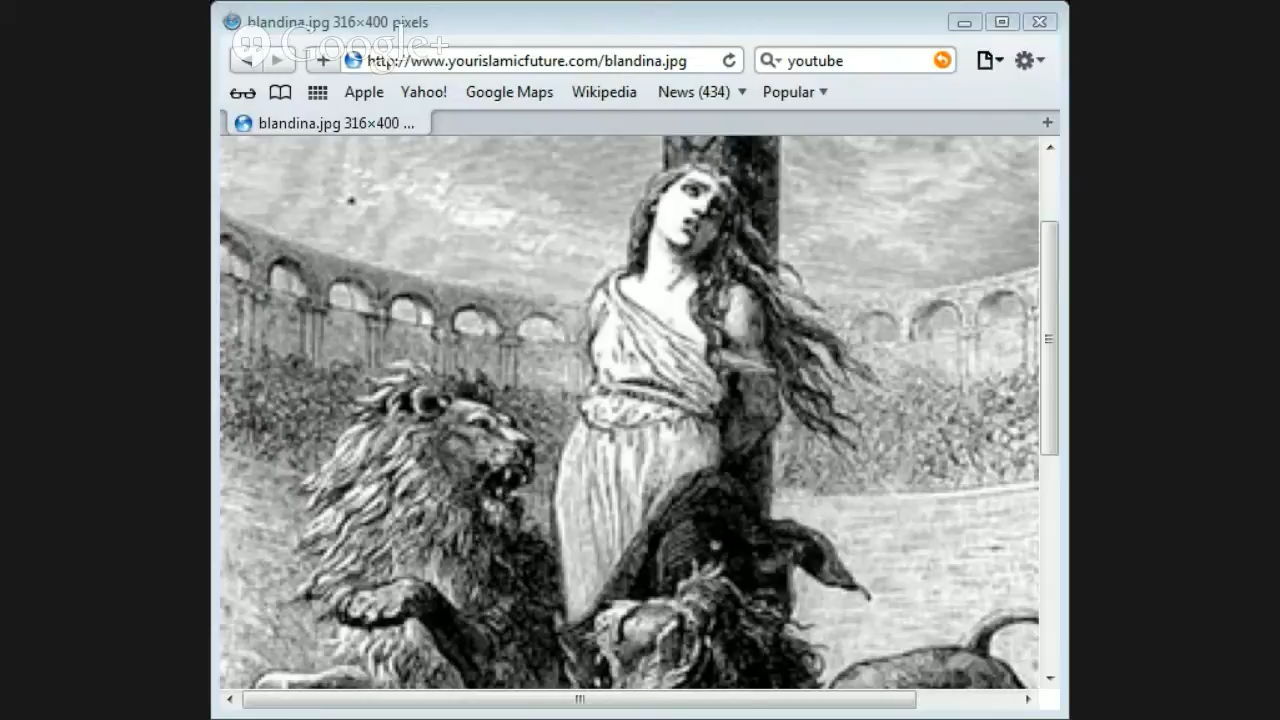 blandina.jpg 316×400 pixels
Google+
http://www.yourislamicfuture.com/blandina.jpg
youtube
Apple Yahoo! Google Maps Wikipedia News (434) Popular
blandina.jpg 316×400 ...